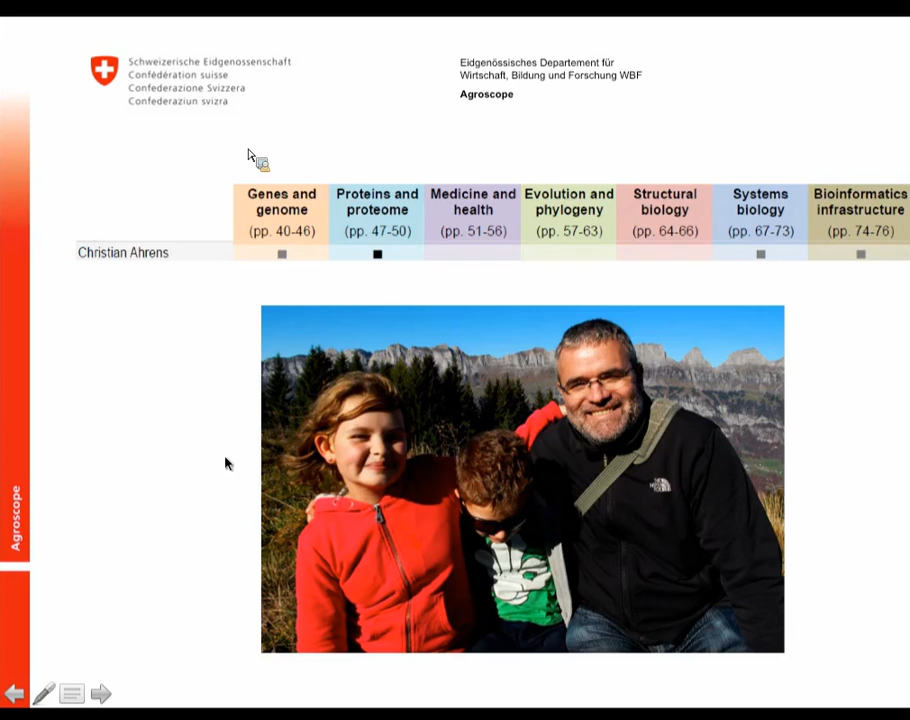 Schweizerische Eidgenossenschaft
Confédération suisse
Confederazione Svizzera
Confederaziun svizra
Eidgenössisches Departement für
Wirtschaft, Bildung und Forschung WBF
Agroscope
Genes and genome (pp. 40-46)
Proteins and proteome (pp. 47-50)
Medicine and health (pp. 51-56)
Evolution and phylogeny (pp. 57-63)
Structural biology (pp. 64-66)
Systems biology (pp. 67-73)
Bioinformatics infrastructure (pp. 74-76)
Christian Ahrens
THE NORTH FACE
Agroscope